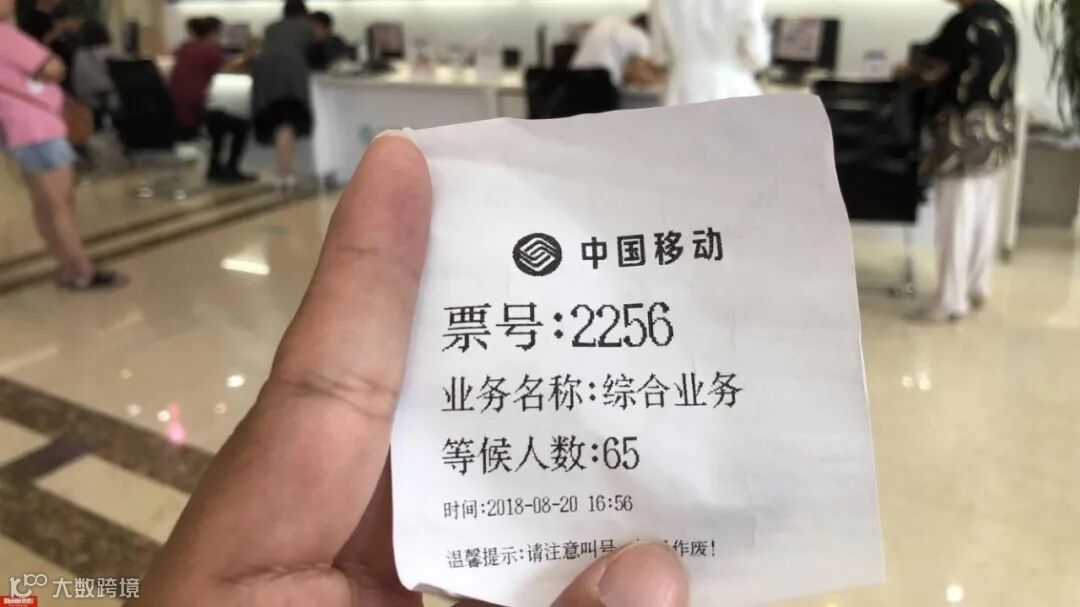 中国移动
票号:2256
业务名称:综合业务
等候人数:65
时间:2018-08-20 16:56
温馨提示:请注意叫号 作废!
大数跨境